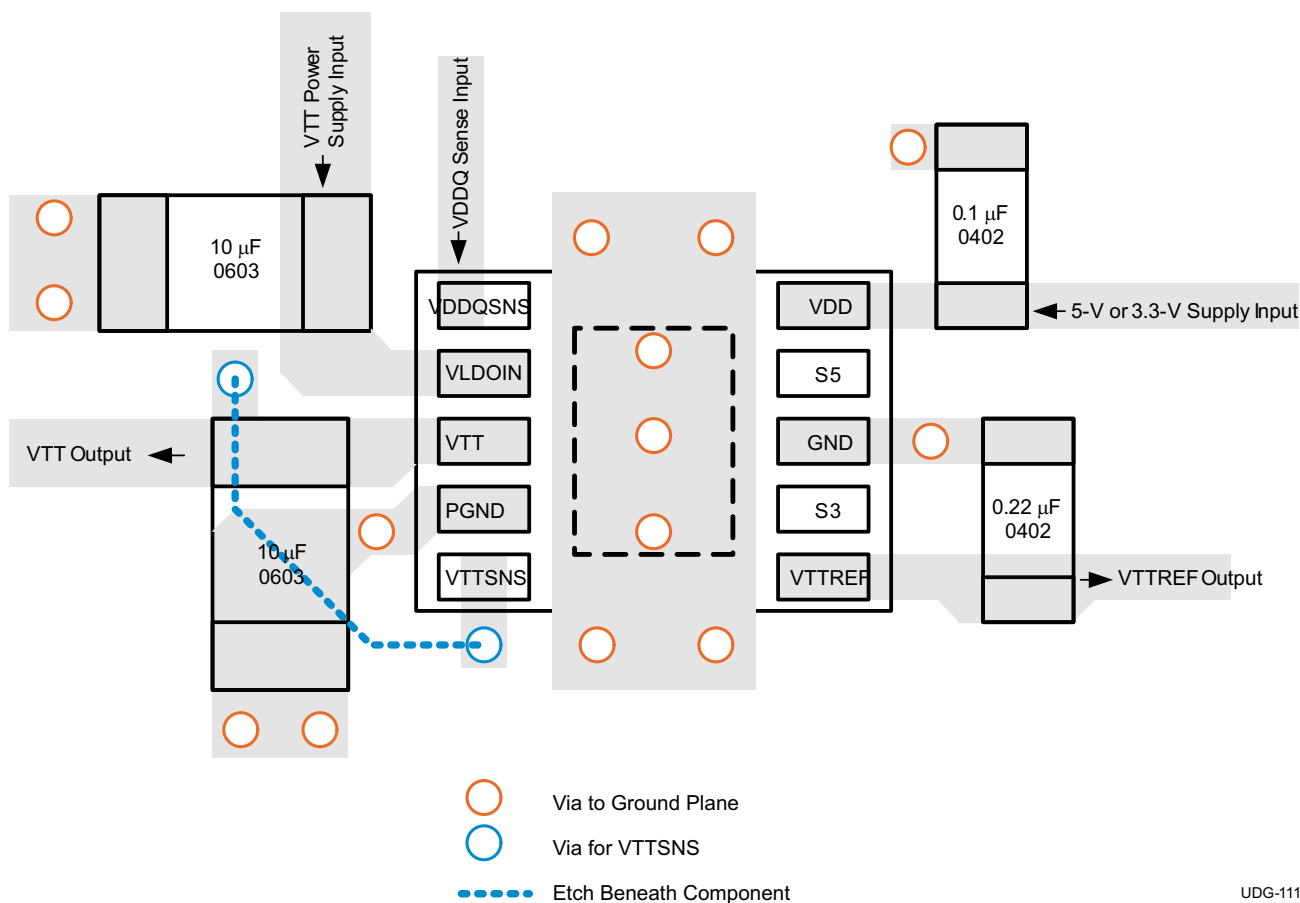 VTT Power
Supply Input
VDDQ Sense Input
10 μF
0603
0.1 μF
0402
VDDQSNS
VDD
5-V or 3.3-V Supply Input
VLDOIN
S5
VTT Output
VTT
GND
PGND
S3
0.22 μF
0402
10 μF
0603
VTTSNS
VTTREF
VTTREF Output
Via to Ground Plane
Via for VTTSNS
Etch Beneath Component
UDG-111